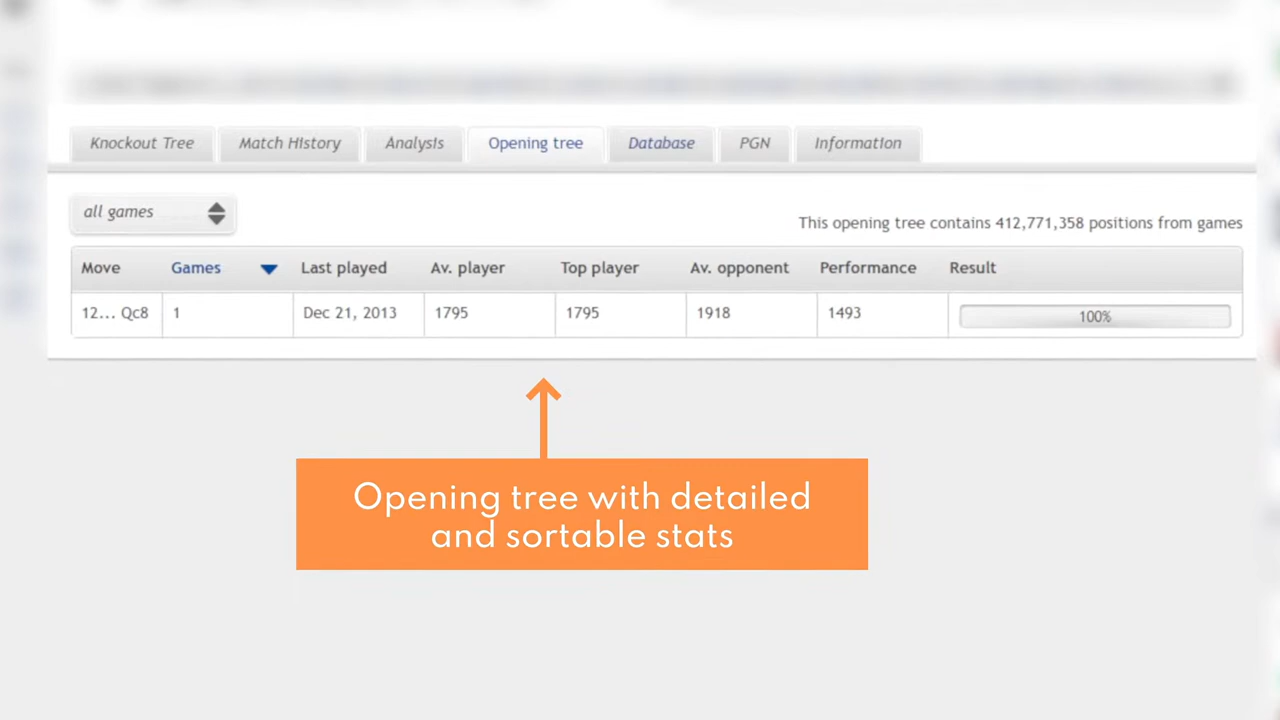 Knockout Tree Match History Analysis Opening tree Database PGN Information
all games
This opening tree contains 412,771,358 positions from games
Move Games Last played Av. player Top player Av. opponent Performance Result
12... Qc8 1 Dec 21, 2013 1795 1795 1918 1493 100%
Opening tree with detailed
and sortable stats